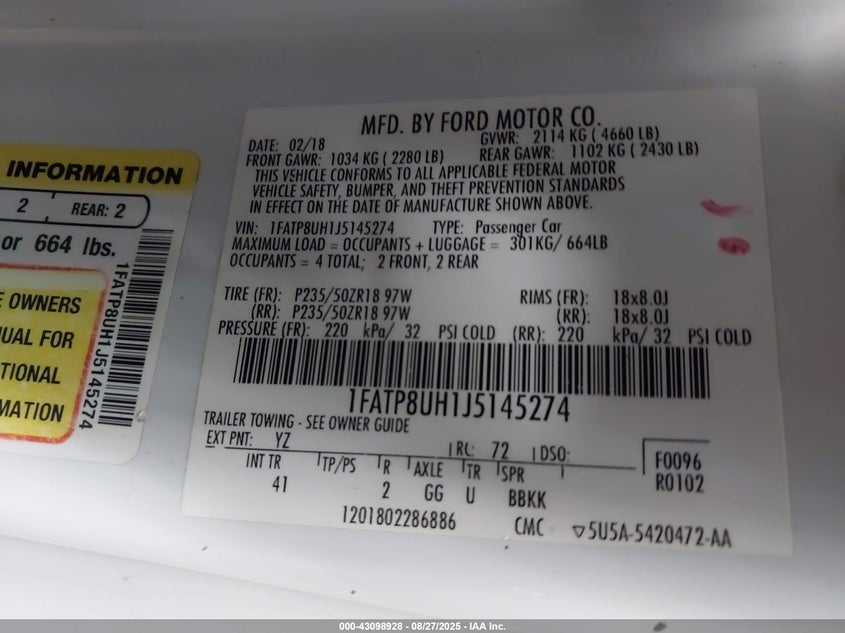 INFORMATION
2 REAR: 2
or 664 lbs.
E OWNERS
UAL FOR
TIONAL
MATION
1FATP8UH1J5145274
MFD. BY FORD MOTOR CO.
DATE: 02/18 GVWR: 2114 KG ( 4660 LB)
FRONT GAWR: 1034 KG ( 2280 LB) REAR GAWR: 1102 KG ( 2430 LB)
THIS VEHICLE CONFORMS TO ALL APPLICABLE FEDERAL MOTOR
VEHICLE SAFETY, BUMPER, AND THEFT PREVENTION STANDARDS
IN EFFECT ON THE DATE OF MANUFACTURE SHOWN ABOVE.
VIN: 1FATP8UH1J5145274 TYPE: Passenger Car
MAXIMUM LOAD = OCCUPANTS + LUGGAGE = 301KG/ 664LB
OCCUPANTS = 4 TOTAL; 2 FRONT, 2 REAR
TIRE (FR): P235/50ZR18 97W RIMS (FR): 18x8.0J
(RR): P235/50ZR18 97W (RR): 18x8.0J
PRESSURE (FR): 220 kPa/ 32 PSI COLD (RR): 220 kPa/ 32 PSI COLD
1FATP8UH1J5145274
TRAILER TOWING - SEE OWNER GUIDE
EXT PNT: YZ RC: 72 DSO: F0096
INT TR TP/PS R AXLE TR SPR R0102
41 2 GG U BBKK
1201802286886 CMC ▽5U5A-5420472-AA
000-43098928 - 08/27/2025 - IAA Inc.